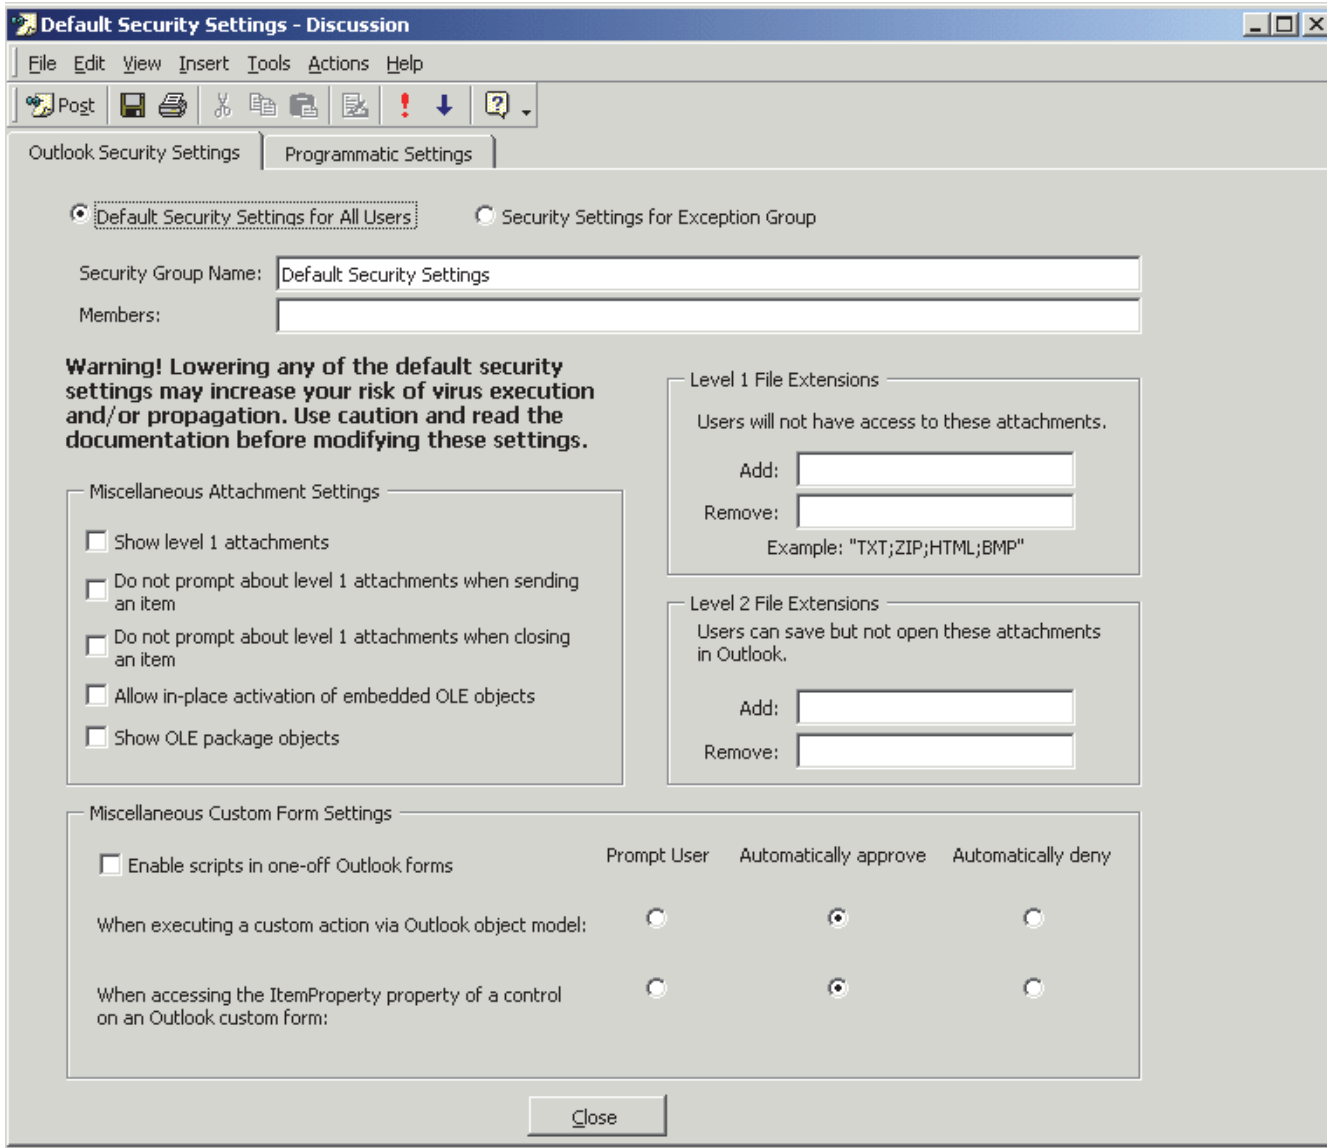 Default Security Settings - Discussion
File Edit View Insert Tools Actions Help
Post
Outlook Security Settings Programmatic Settings
Default Security Settings for All Users Security Settings for Exception Group
Security Group Name: Default Security Settings
Members:
Warning! Lowering any of the default security
settings may increase your risk of virus execution
and/or propagation. Use caution and read the
documentation before modifying these settings.
Miscellaneous Attachment Settings
Show level 1 attachments
Do not prompt about level 1 attachments when sending
an item
Do not prompt about level 1 attachments when closing
an item
Allow in-place activation of embedded OLE objects
Show OLE package objects
Level 1 File Extensions
Users will not have access to these attachments.
Add:
Remove:
Example: "TXT;ZIP;HTML;BMP"
Level 2 File Extensions
Users can save but not open these attachments
in Outlook.
Add:
Remove:
Miscellaneous Custom Form Settings
Enable scripts in one-off Outlook forms
Prompt User Automatically approve Automatically deny
When executing a custom action via Outlook object model:
When accessing the ItemProperty property of a control
on an Outlook custom form:
Close